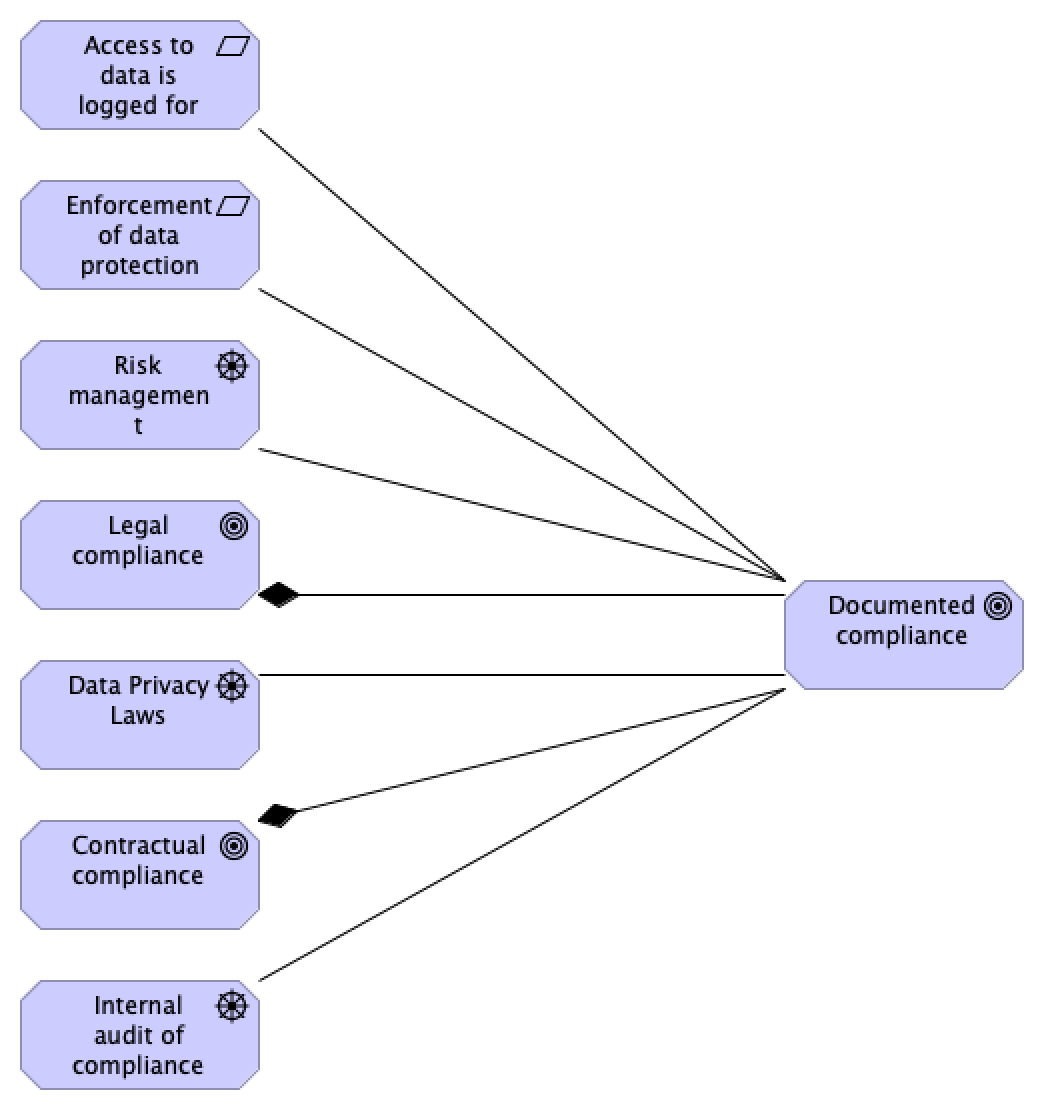 Access to
data is
logged for
Enforcement
of data
protection
Risk
managemen
t
Legal
compliance
Documented
compliance
Data Privacy
Laws
Contractual
compliance
Internal
audit of
compliance